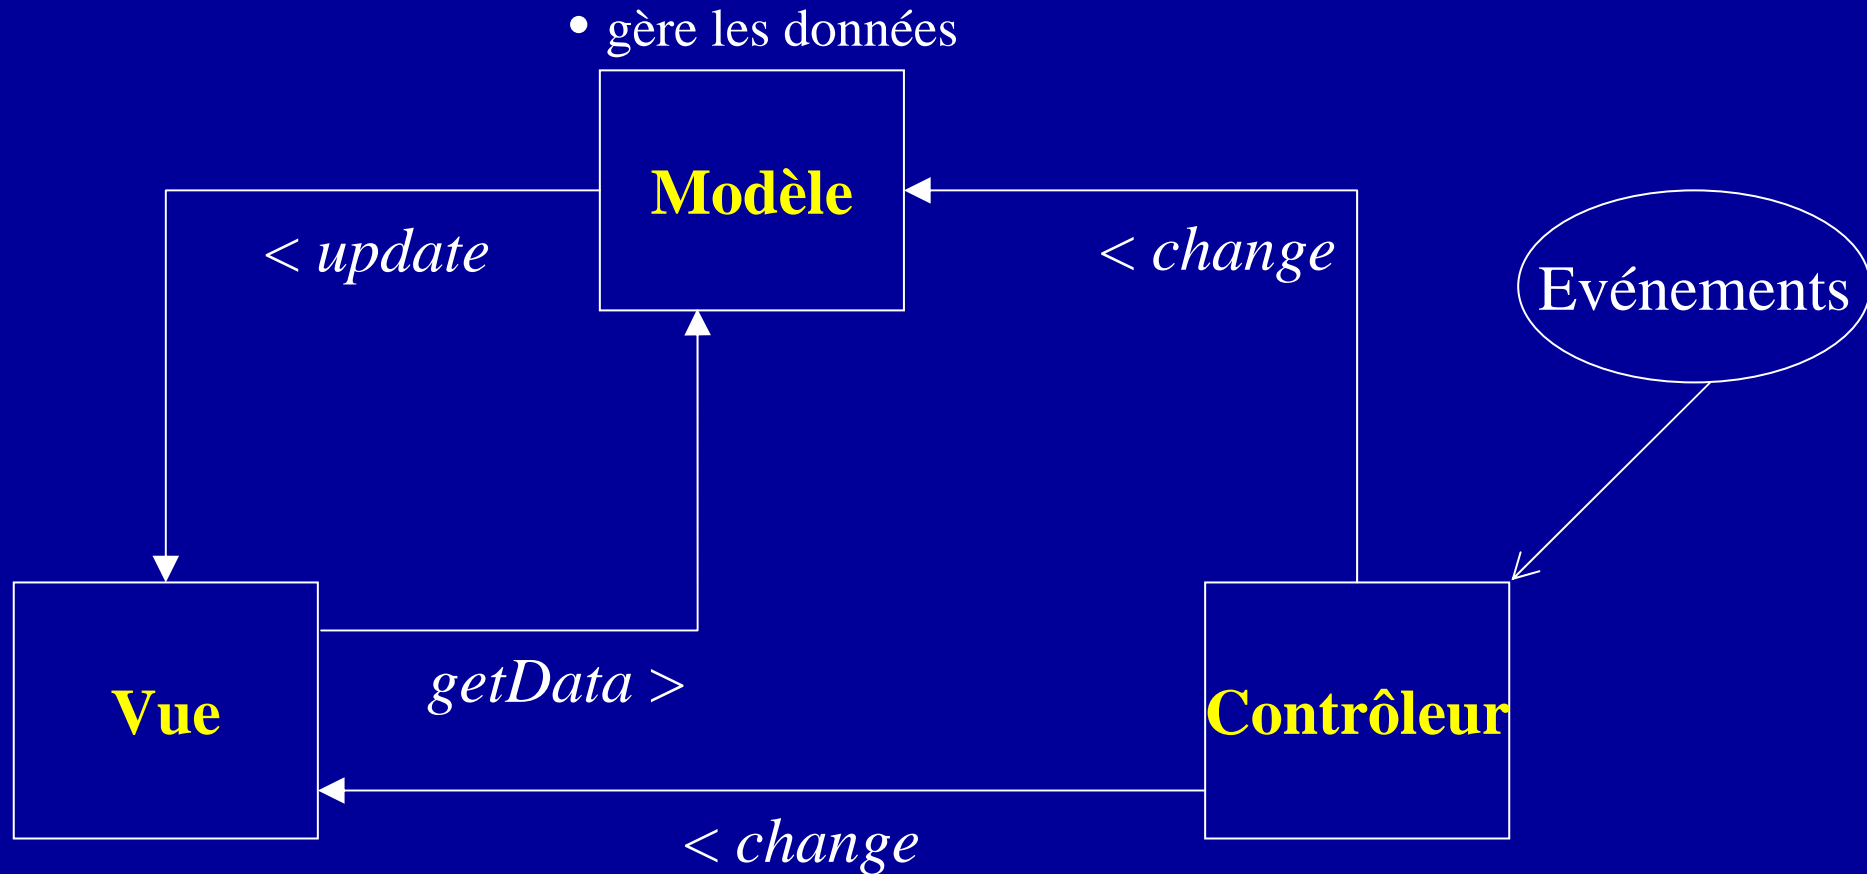 • gère les données
Modèle
< update
< change
Evénements
getData >
Vue
Contrôleur
< change